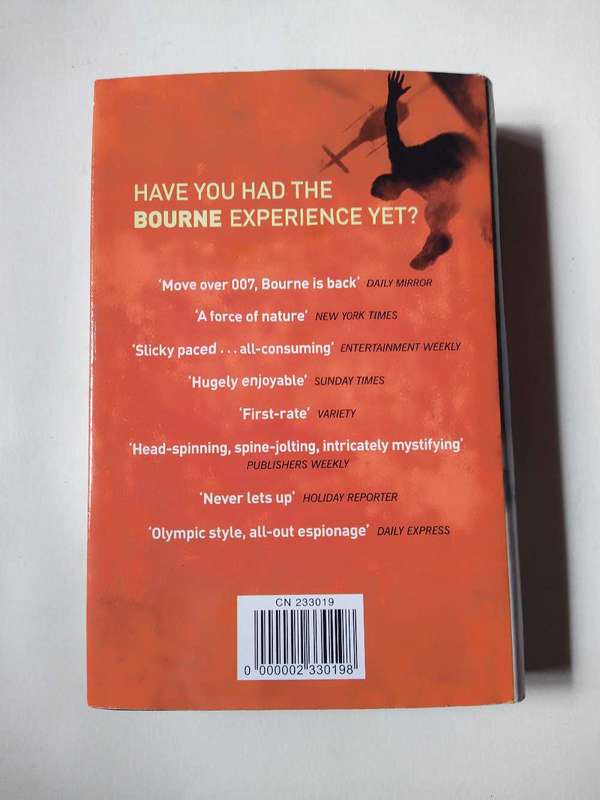 HAVE YOU HAD THE
BOURNE EXPERIENCE YET?
'Move over 007, Bourne is back' DAILY MIRROR
'A force of nature' NEW YORK TIMES
'Slicky paced . . . all-consuming' ENTERTAINMENT WEEKLY
'Hugely enjoyable' SUNDAY TIMES
'First-rate' VARIETY
'Head-spinning, spine-jolting, intricately mystifying'
PUBLISHERS WEEKLY
'Never lets up' HOLIDAY REPORTER
'Olympic style, all-out espionage' DAILY EXPRESS
CN 233019
0 000002 330198